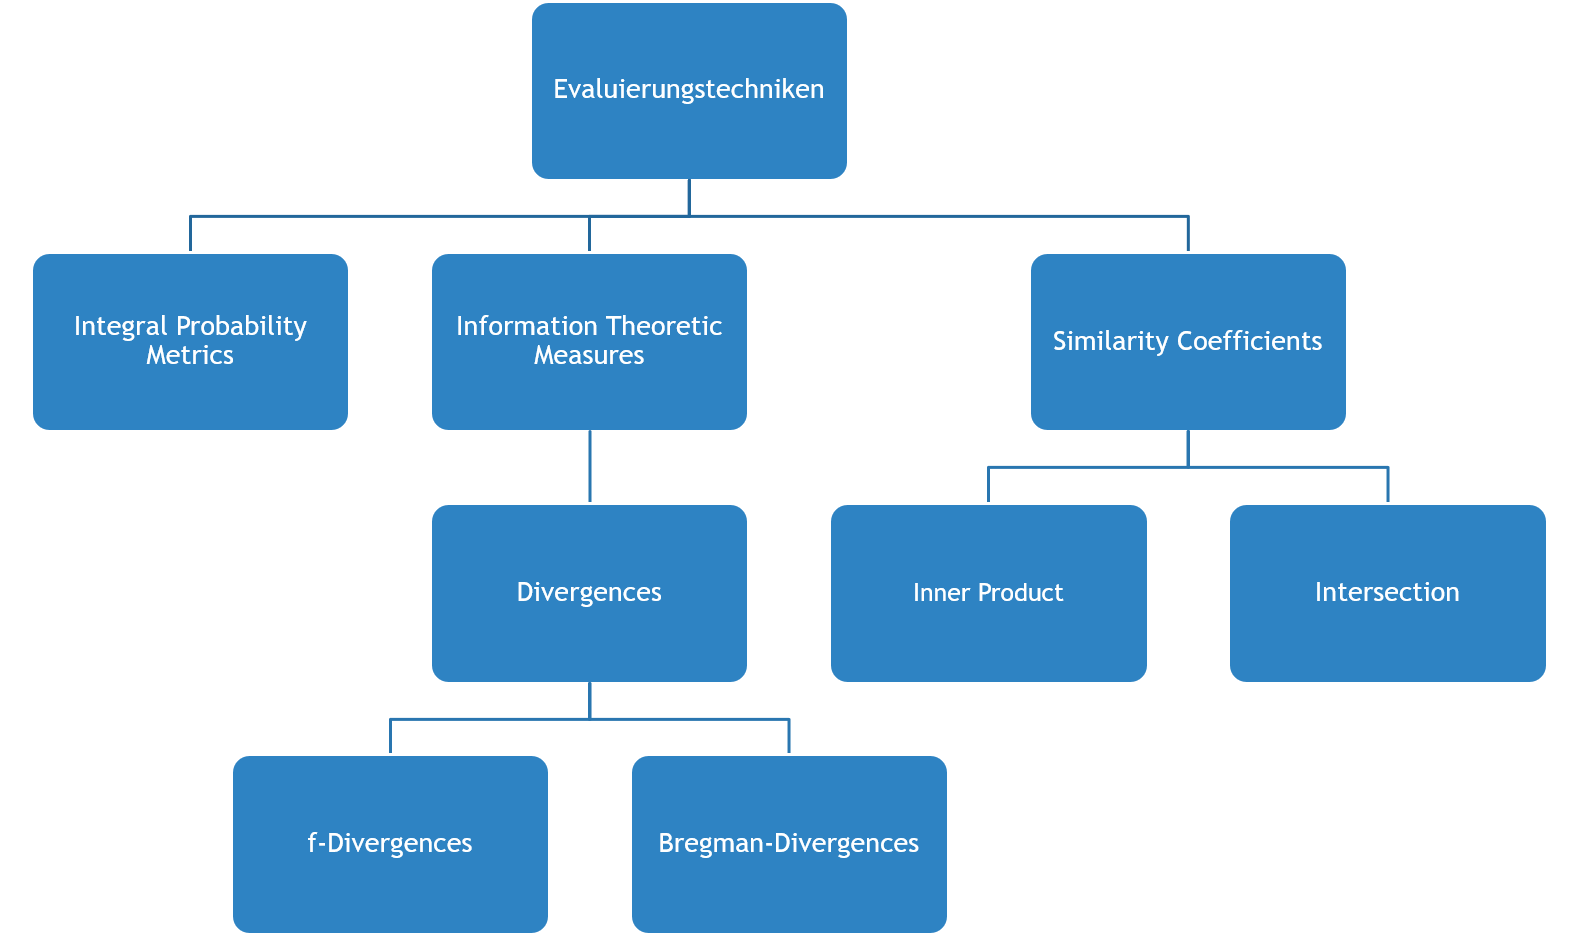 Evaluierungstechniken
Integral Probability
Metrics
Information Theoretic
Measures
Similarity Coefficients
Divergences
Inner Product
Intersection
f-Divergences
Bregman-Divergences